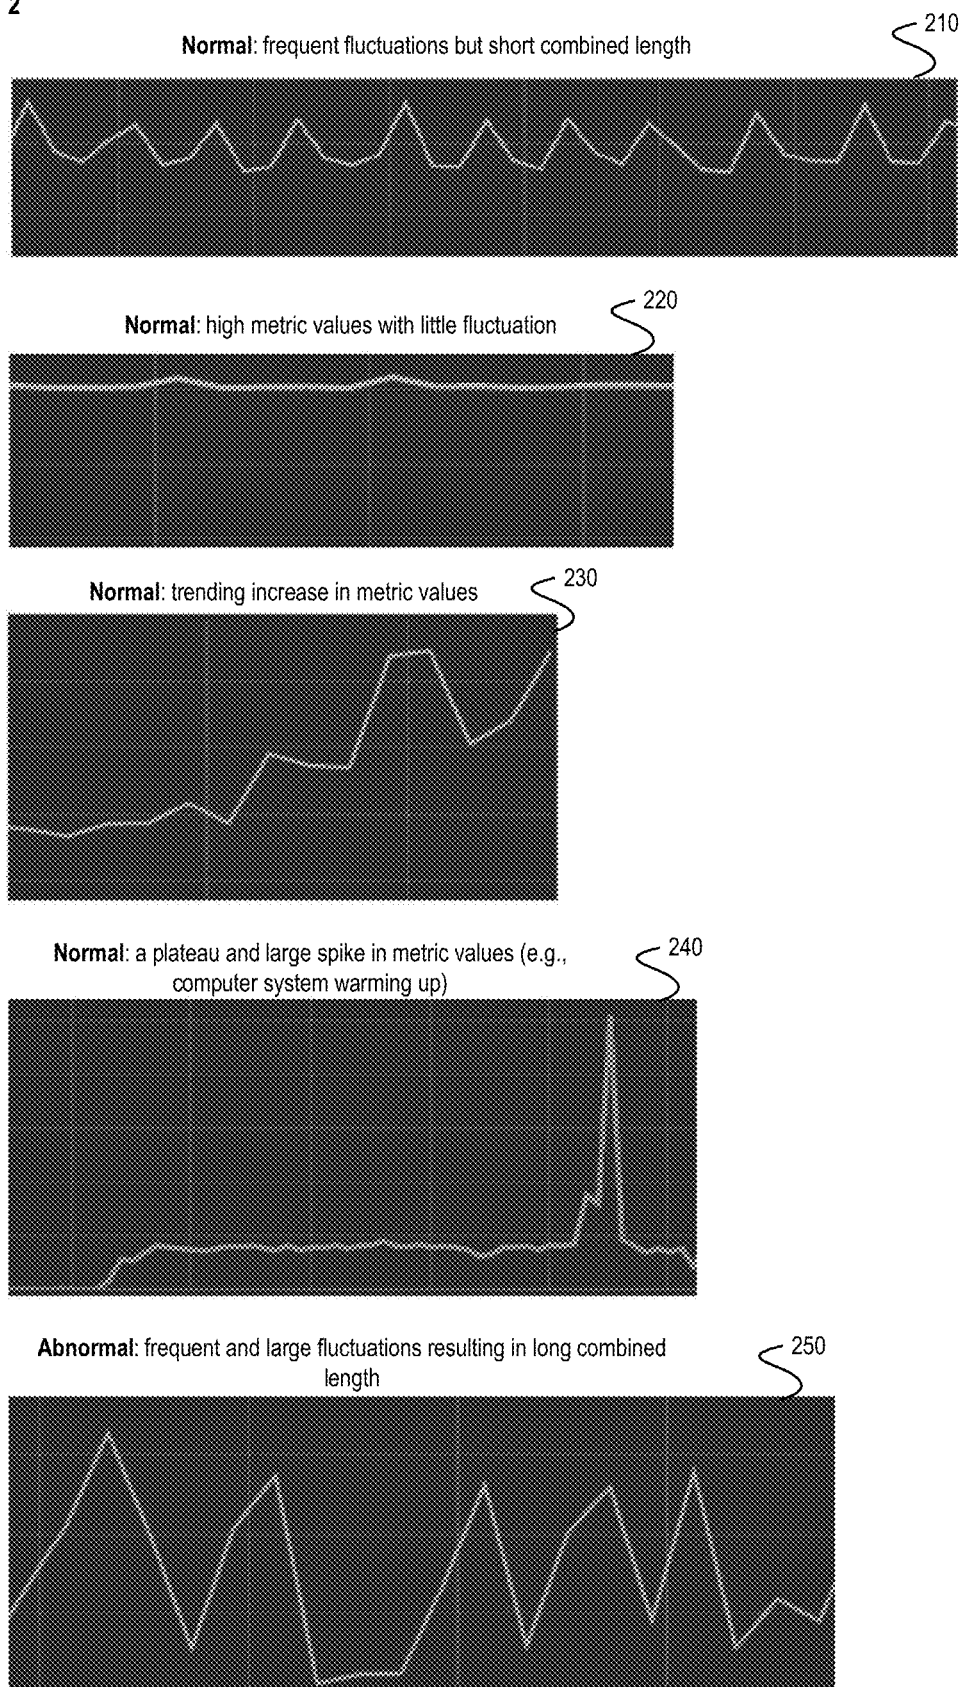 2
210
Normal: frequent fluctuations but short combined length
220
Normal: high metric values with little fluctuation
230
Normal: trending increase in metric values
240
Normal: a plateau and large spike in metric values (e.g.,
computer system warming up)
250
Abnormal: frequent and large fluctuations resulting in long combined
length